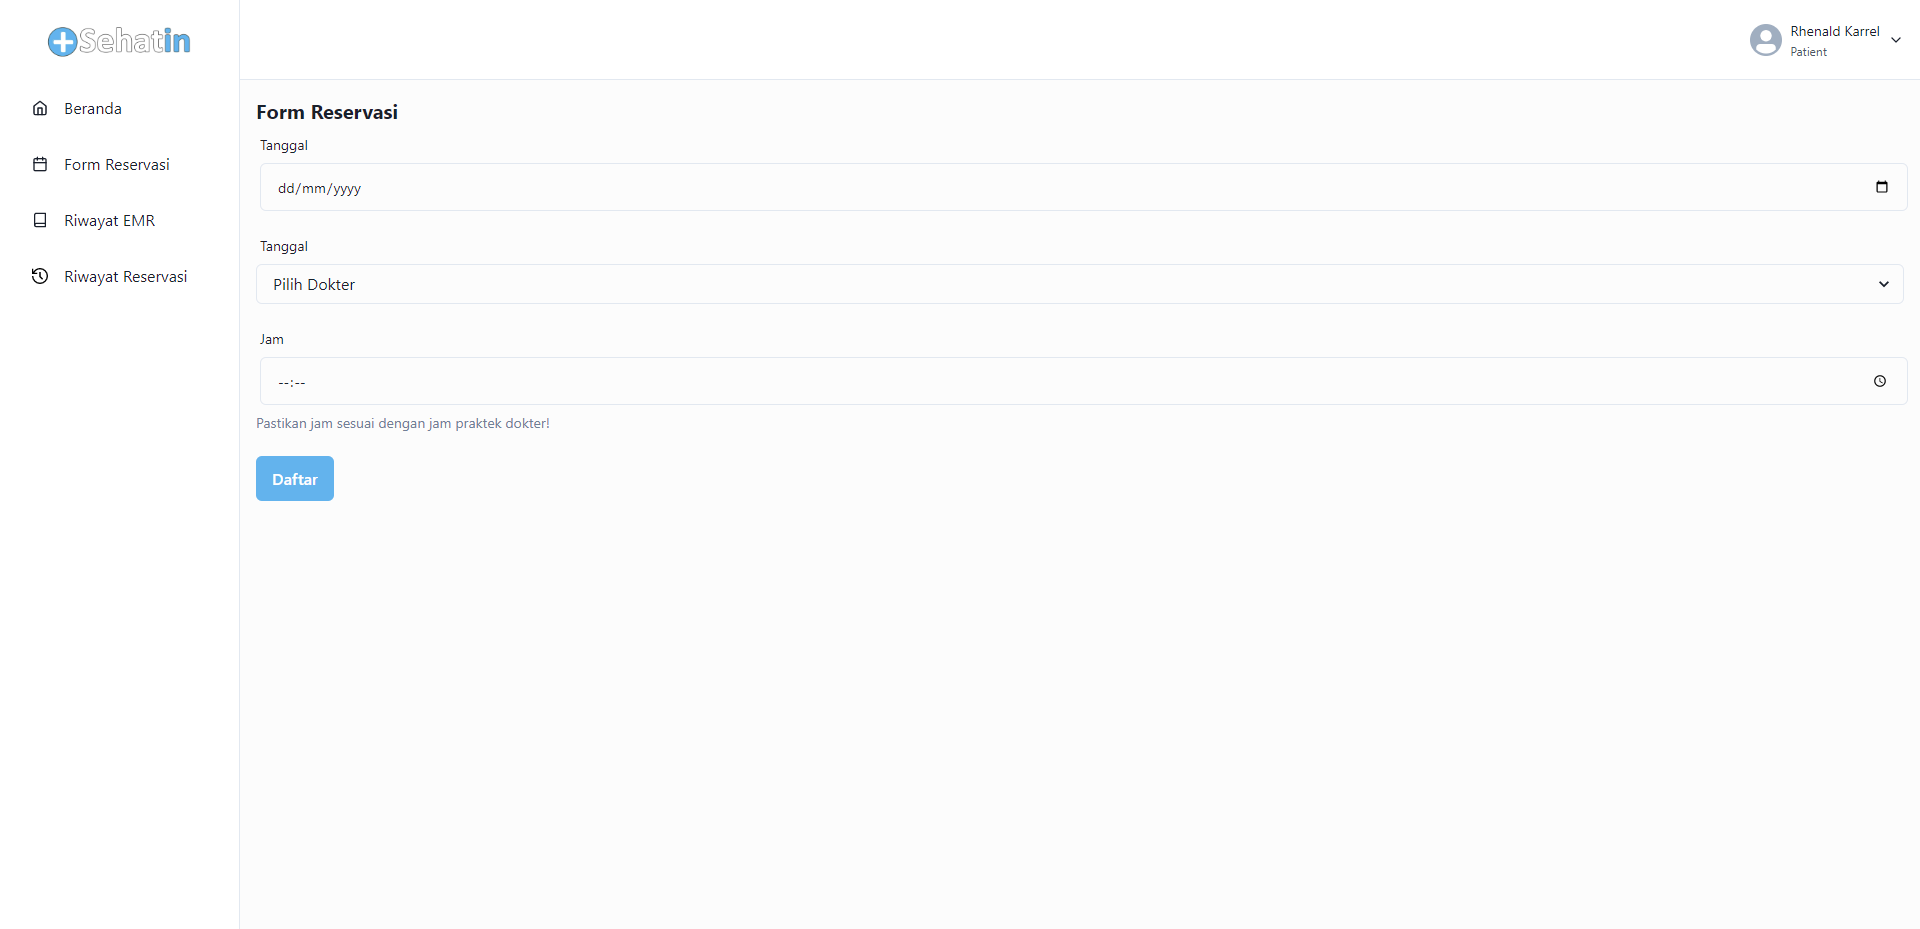 Sehatin
Rhenald Karrel
Patient
Beranda
Form Reservasi
Riwayat EMR
Riwayat Reservasi
Form Reservasi
Tanggal
dd/mm/yyyy
Tanggal
Pilih Dokter
Jam
--:--
Pastikan jam sesuai dengan jam praktek dokter!
Daftar